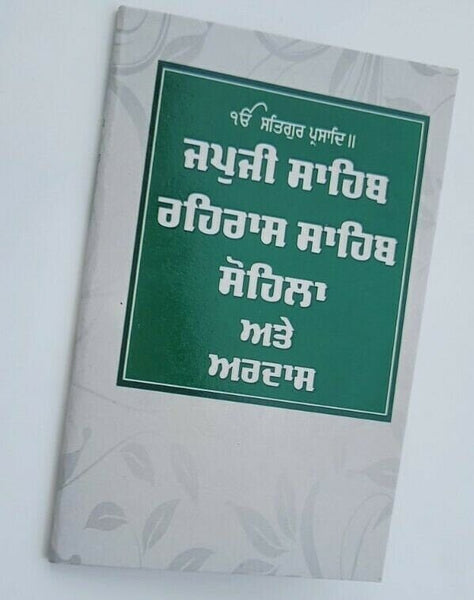 ੴ ਸਤਿਗੁਰ ਪ੍ਰਸਾਦਿ॥
ਜਪੁਜੀ ਸਾਹਿਬ
ਰਹਿਰਾਸ ਸਾਹਿਬ
ਸੋਹਿਲਾ
ਅਤੇ
ਅਰਦਾਸ